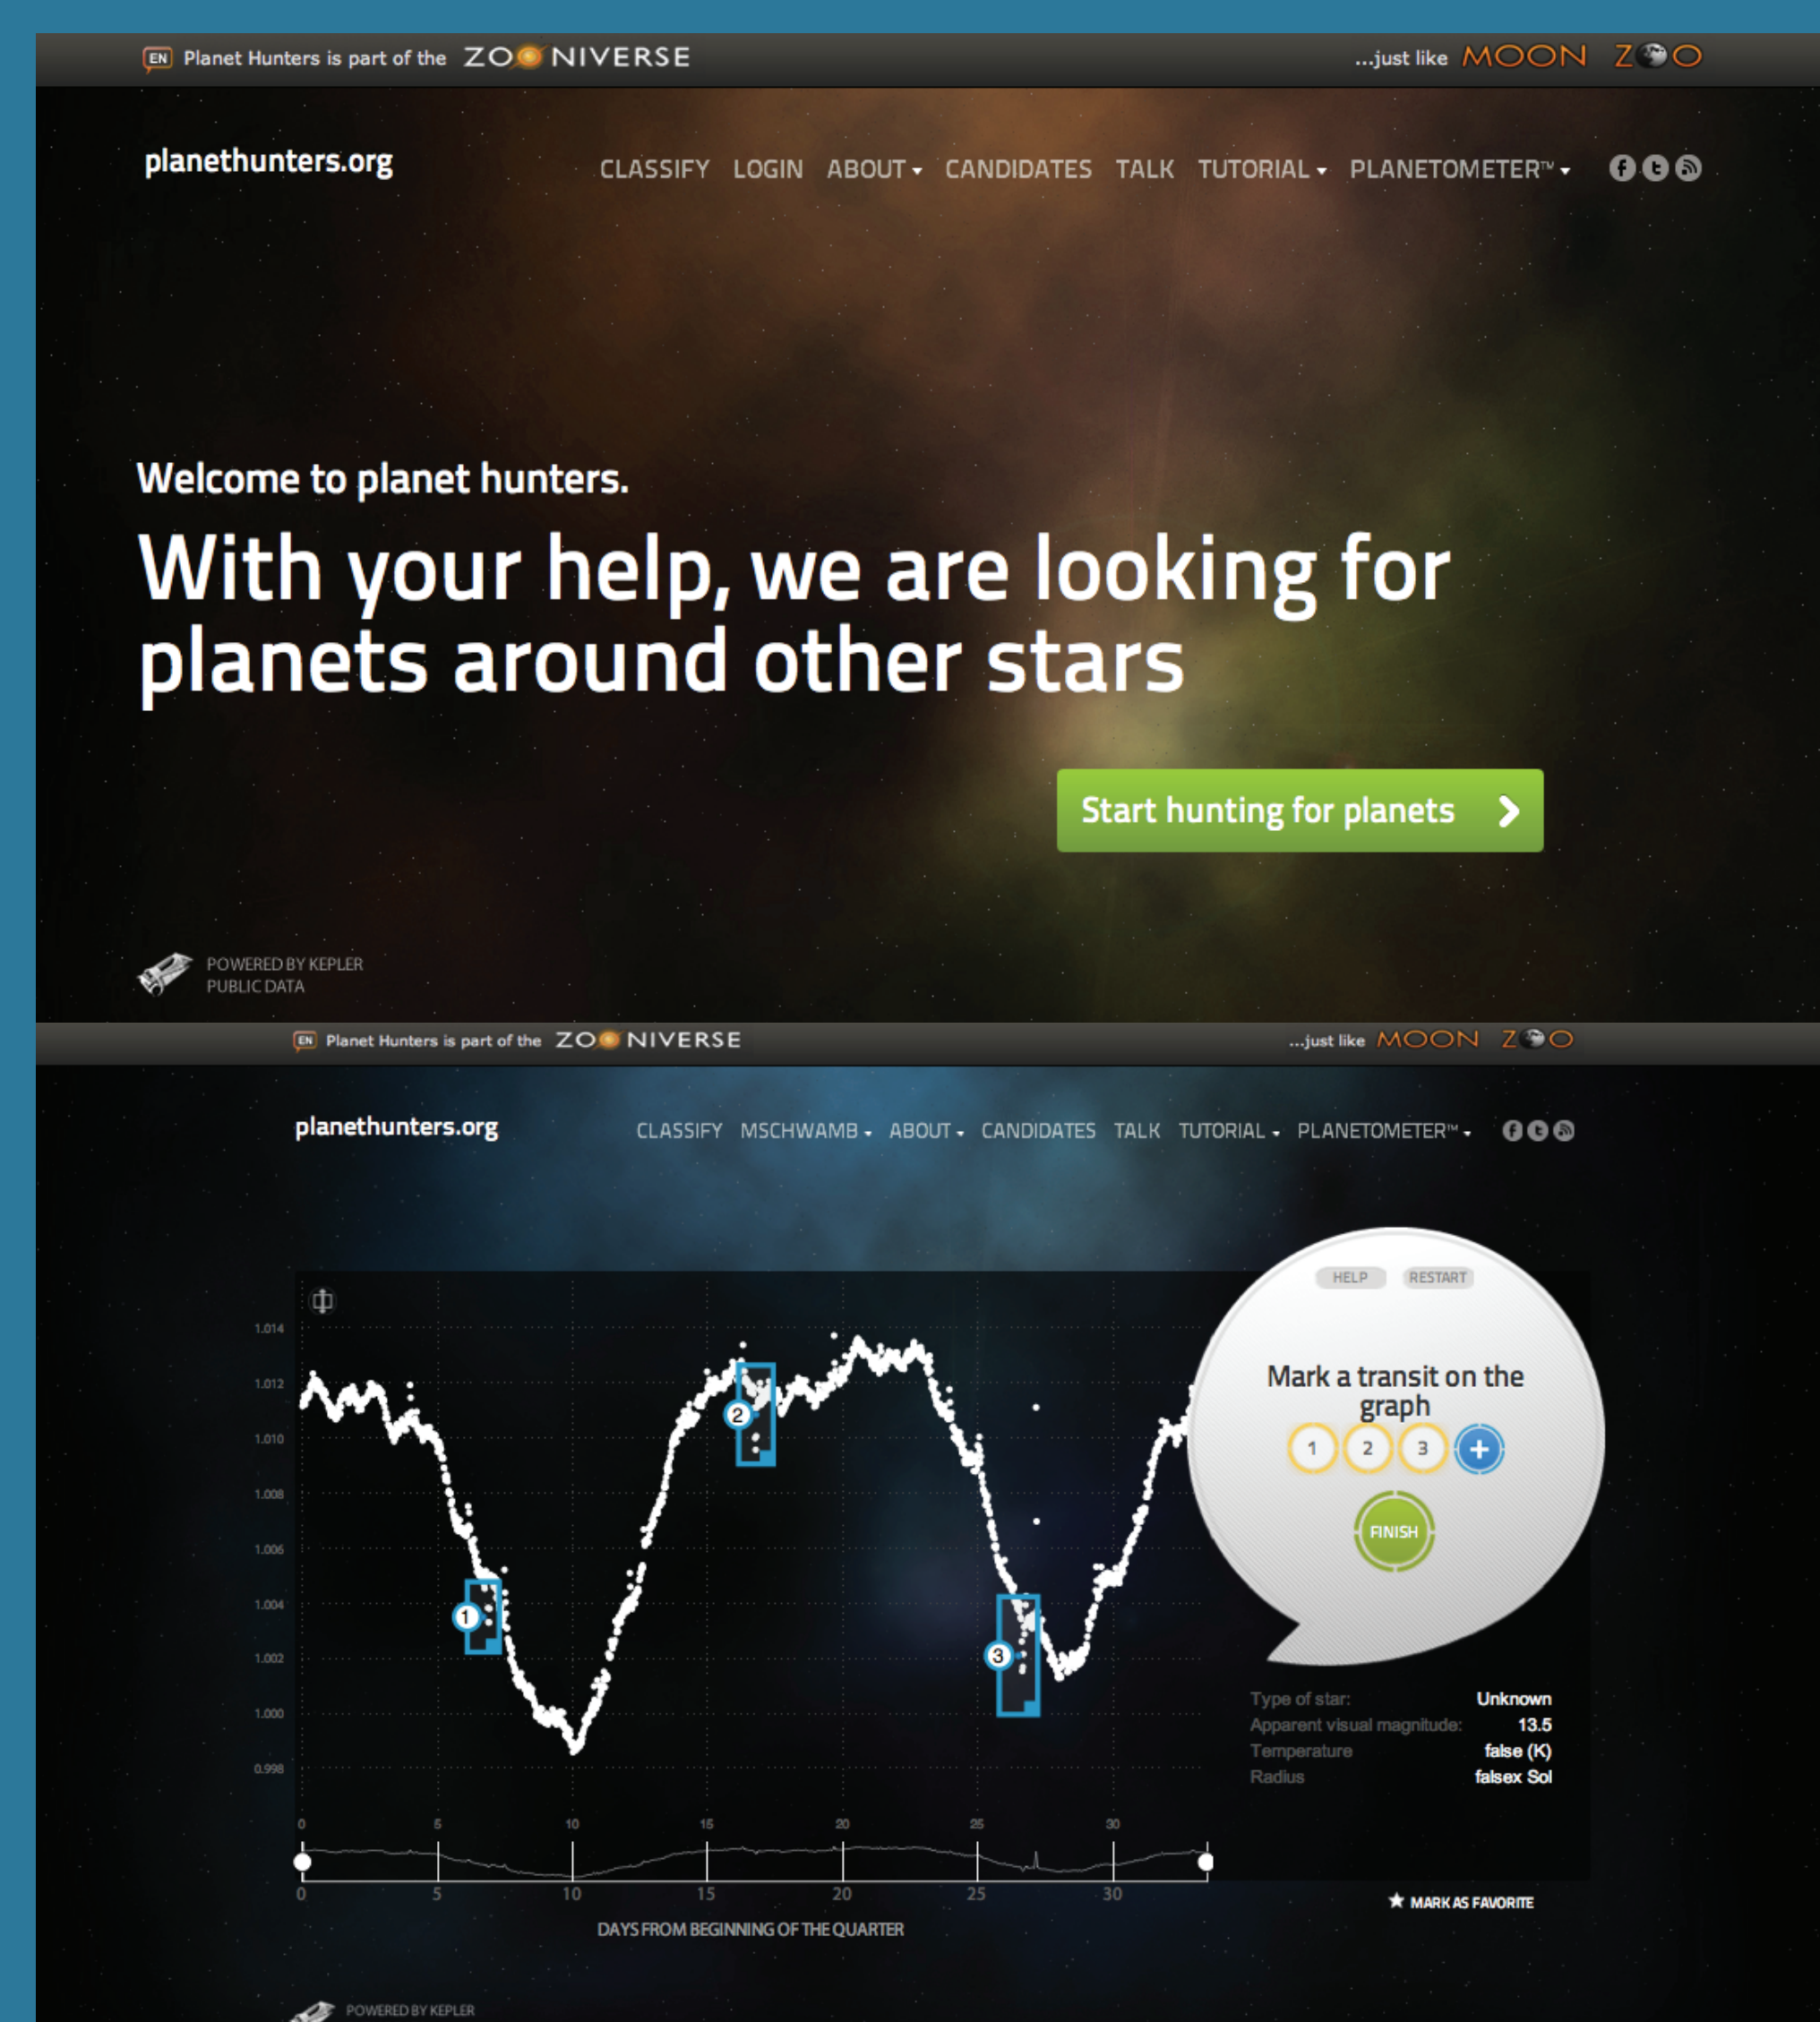 EN Planet Hunters is part of the ZOONIVERSE
...just like MOON ZOO
planethunters.org
CLASSIFY LOGIN ABOUT CANDIDATES TALK TUTORIAL PLANETOMETER™
Welcome to planet hunters.
With your help, we are looking for
planets around other stars
Start hunting for planets
POWERED BY KEPLER
PUBLIC DATA
EN Planet Hunters is part of the ZOONIVERSE
...just like MOON ZOO
planethunters.org
CLASSIFY MSCHWAMB ABOUT CANDIDATES TALK TUTORIAL PLANETOMETER™
HELP RESTART
Mark a transit on the
graph
1 2 3 +
FINISH
1.014
1.012
1.010
1.008
1.006
1.004
1.002
1.000
0.998
1
2
3
0 5 10 15 20 25 30
0 5 10 15 20 25 30
DAYS FROM BEGINNING OF THE QUARTER
Type of star: Unknown
Apparent visual magnitude: 13.5
Temperature false (K)
Radius falsex Sol
MARK AS FAVORITE
POWERED BY KEPLER